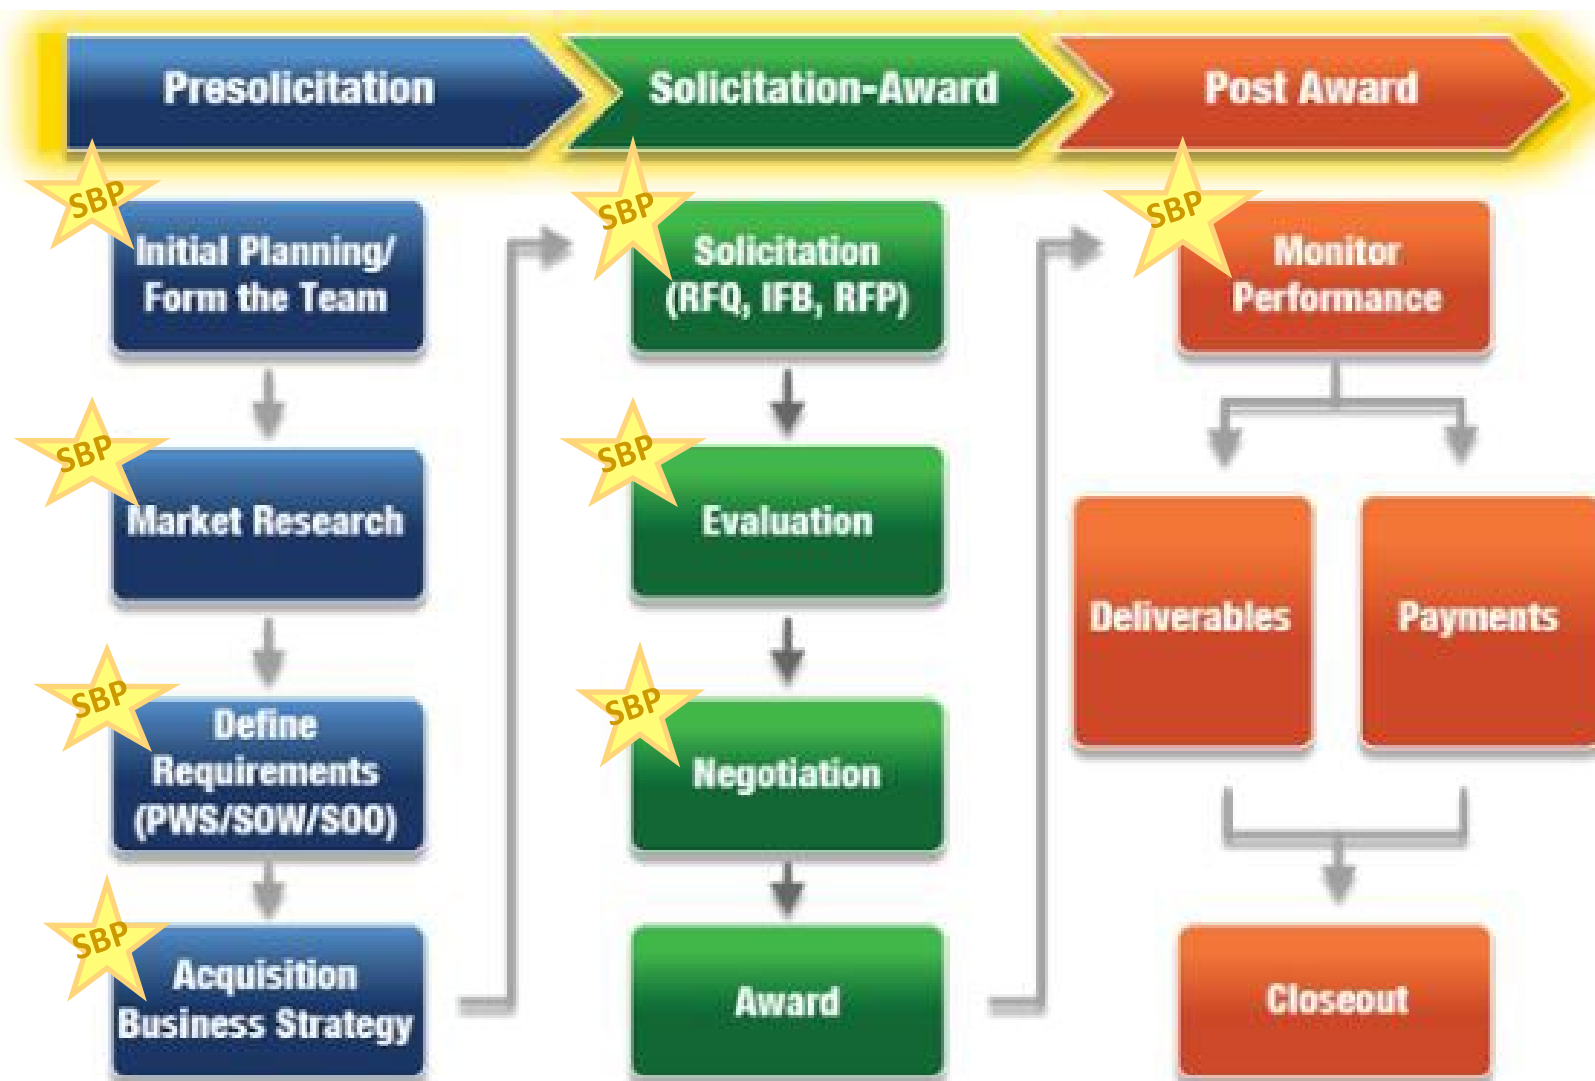 Presolicitation
Solicitation-Award
Post Award
SBP
Initial Planning/
Form the Team
SBP
Market Research
SBP
Define
Requirements
(PWS/SOW/SOO)
SBP
Acquisition
Business Strategy
SBP
Solicitation
(RFQ, IFB, RFP)
SBP
Evaluation
SBP
Negotiation
Award
SBP
Monitor
Performance
Deliverables
Payments
Closeout